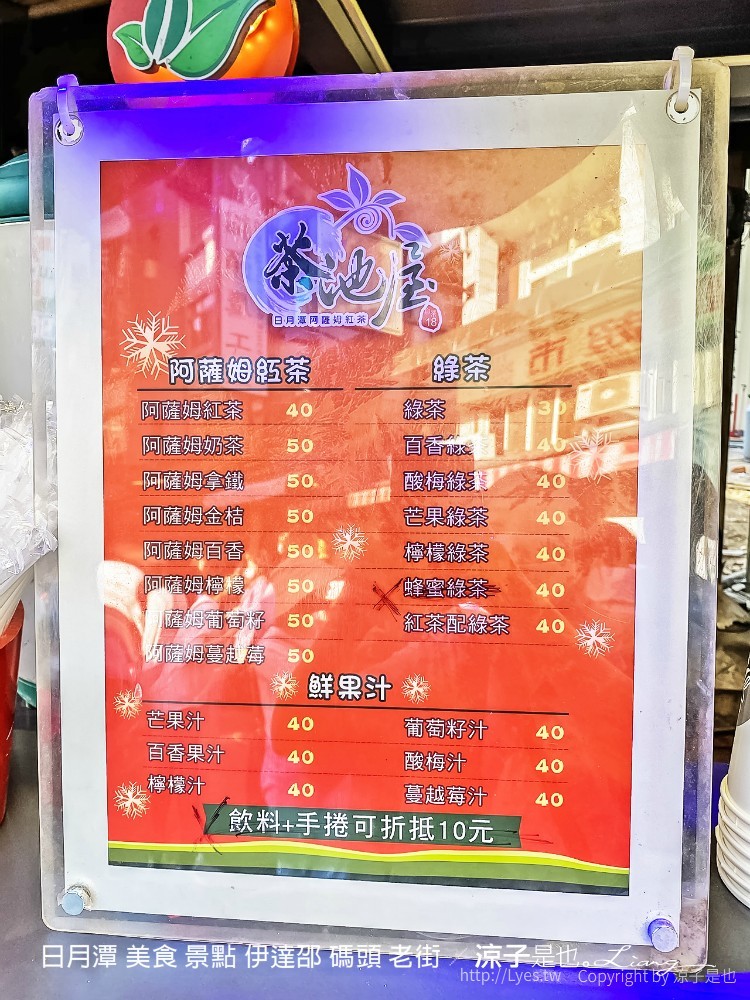 茶池屋
日月潭阿薩姆紅茶
18
阿薩姆紅茶
阿薩姆紅茶 40
阿薩姆奶茶 50
阿薩姆拿鐵 50
阿薩姆金桔 50
阿薩姆百香 50
阿薩姆檸檬 50
阿薩姆葡萄籽 50
阿薩姆蔓越莓 50
綠茶
綠茶 30
百香綠茶 40
酸梅綠茶 40
芒果綠茶 40
檸檬綠茶 40
蜂蜜綠茶 40
紅茶配綠茶 40
鮮果汁
芒果汁 40
百香果汁 40
檸檬汁 40
葡萄籽汁 40
酸梅汁 40
蔓越莓汁 40
飲料+手捲可折抵10元
日月潭 美食 景點 伊達邵 碼頭 老街 涼子是也 Liang
http://Lyes.tw Copyright by 涼子是也